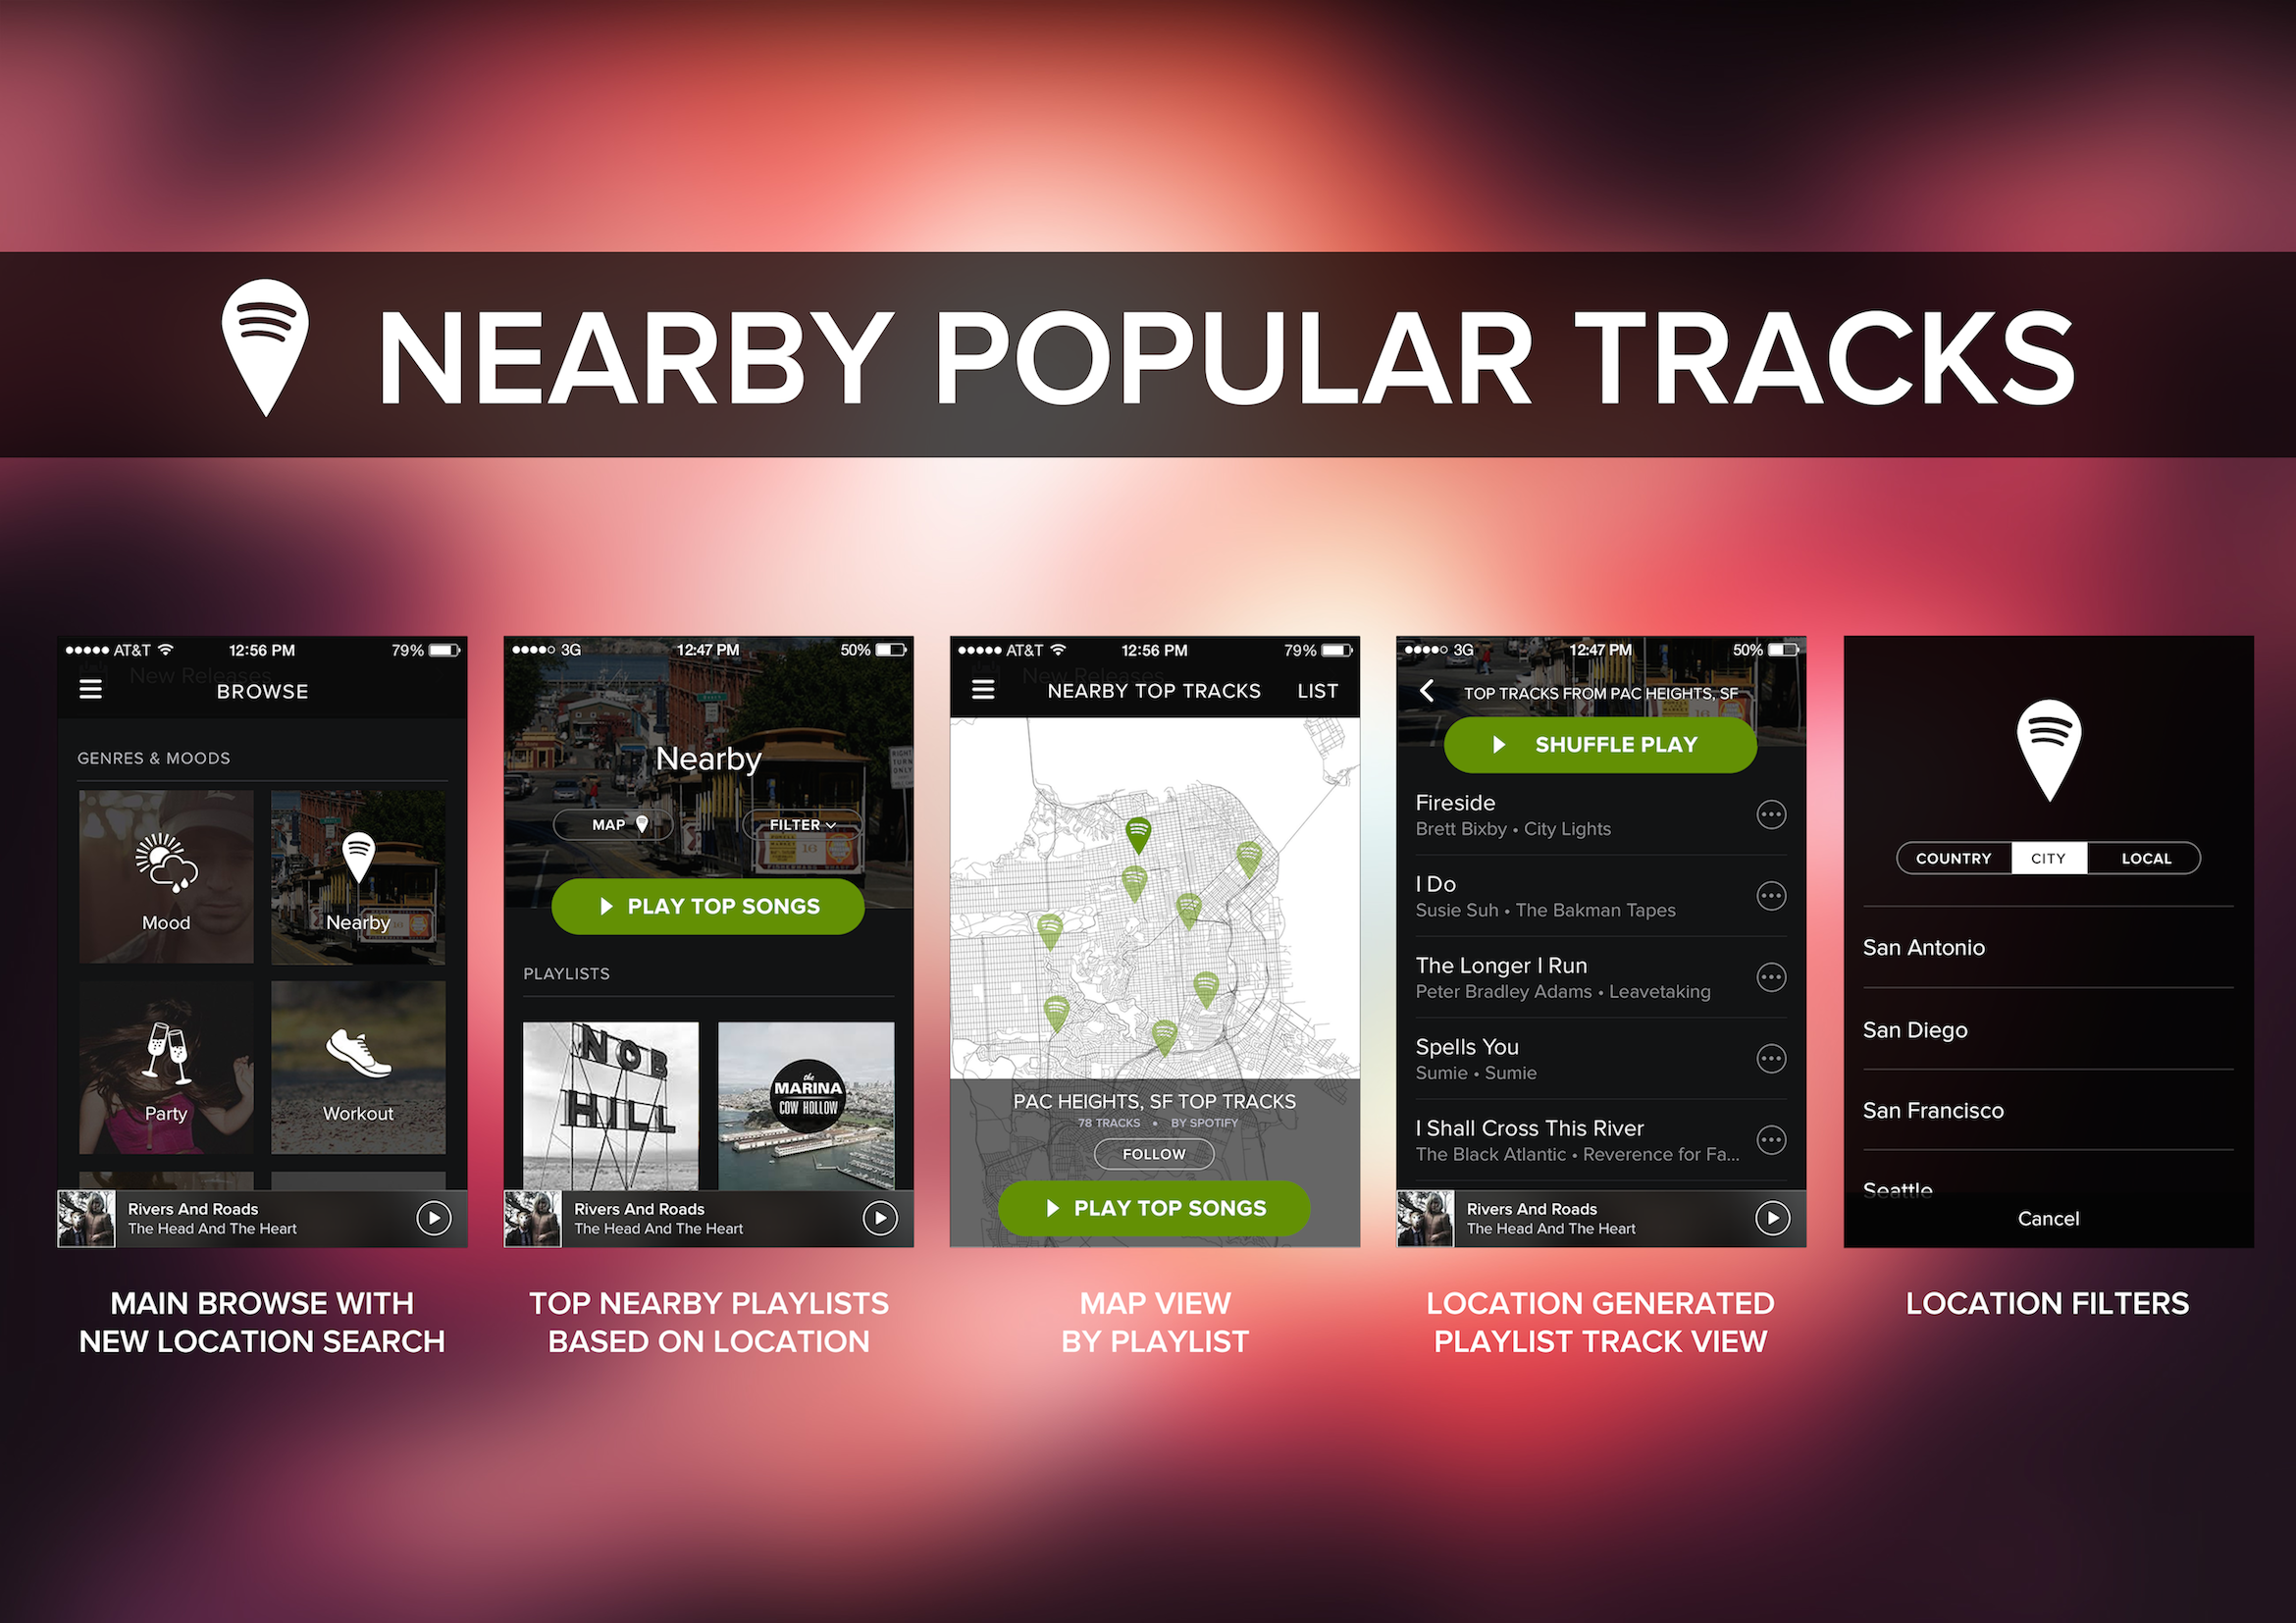 NEARBY POPULAR TRACKS
AT&T 12:56 PM 79%
New Releases
BROWSE
GENRES & MOODS
Mood
Nearby
Party
Workout
Rivers And Roads
The Head And The Heart
MAIN BROWSE WITH
NEW LOCATION SEARCH
3G 12:47 PM 50%
RIGHT
TURN
ONLY
Nearby
MAP FILTER
16
PLAY TOP SONGS
PLAYLISTS
NOB
HILL
the
MARINA
COW HOLLOW
Rivers And Roads
The Head And The Heart
TOP NEARBY PLAYLISTS
BASED ON LOCATION
AT&T 12:56 PM 79%
New Releases
NEARBY TOP TRACKS LIST
PAC HEIGHTS, SF TOP TRACKS
78 TRACKS • BY SPOTIFY
FOLLOW
PLAY TOP SONGS
MAP VIEW
BY PLAYLIST
3G 12:47 PM 50%
TOP TRACKS FROM PAC HEIGHTS, SF
SHUFFLE PLAY
Fireside
Brett Bixby • City Lights
I Do
Susie Suh • The Bakman Tapes
The Longer I Run
Peter Bradley Adams • Leavetaking
Spells You
Sumie • Sumie
I Shall Cross This River
The Black Atlantic • Reverence for Fa...
Rivers And Roads
The Head And The Heart
LOCATION GENERATED
PLAYLIST TRACK VIEW
COUNTRY CITY LOCAL
San Antonio
San Diego
San Francisco
Seattle
Cancel
LOCATION FILTERS